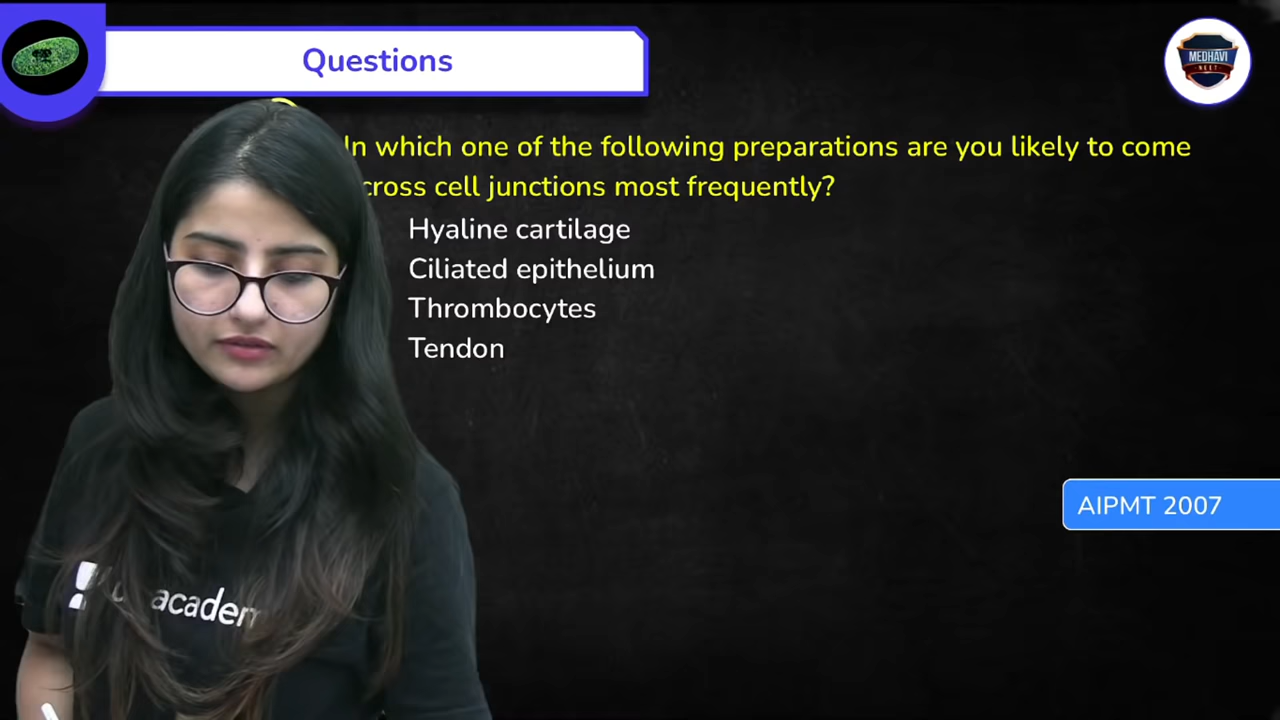 Questions
MEDHAVI
NEET
In which one of the following preparations are you likely to come
cross cell junctions most frequently?
Hyaline cartilage
Ciliated epithelium
Thrombocytes
Tendon
AIPMT 2007
academ